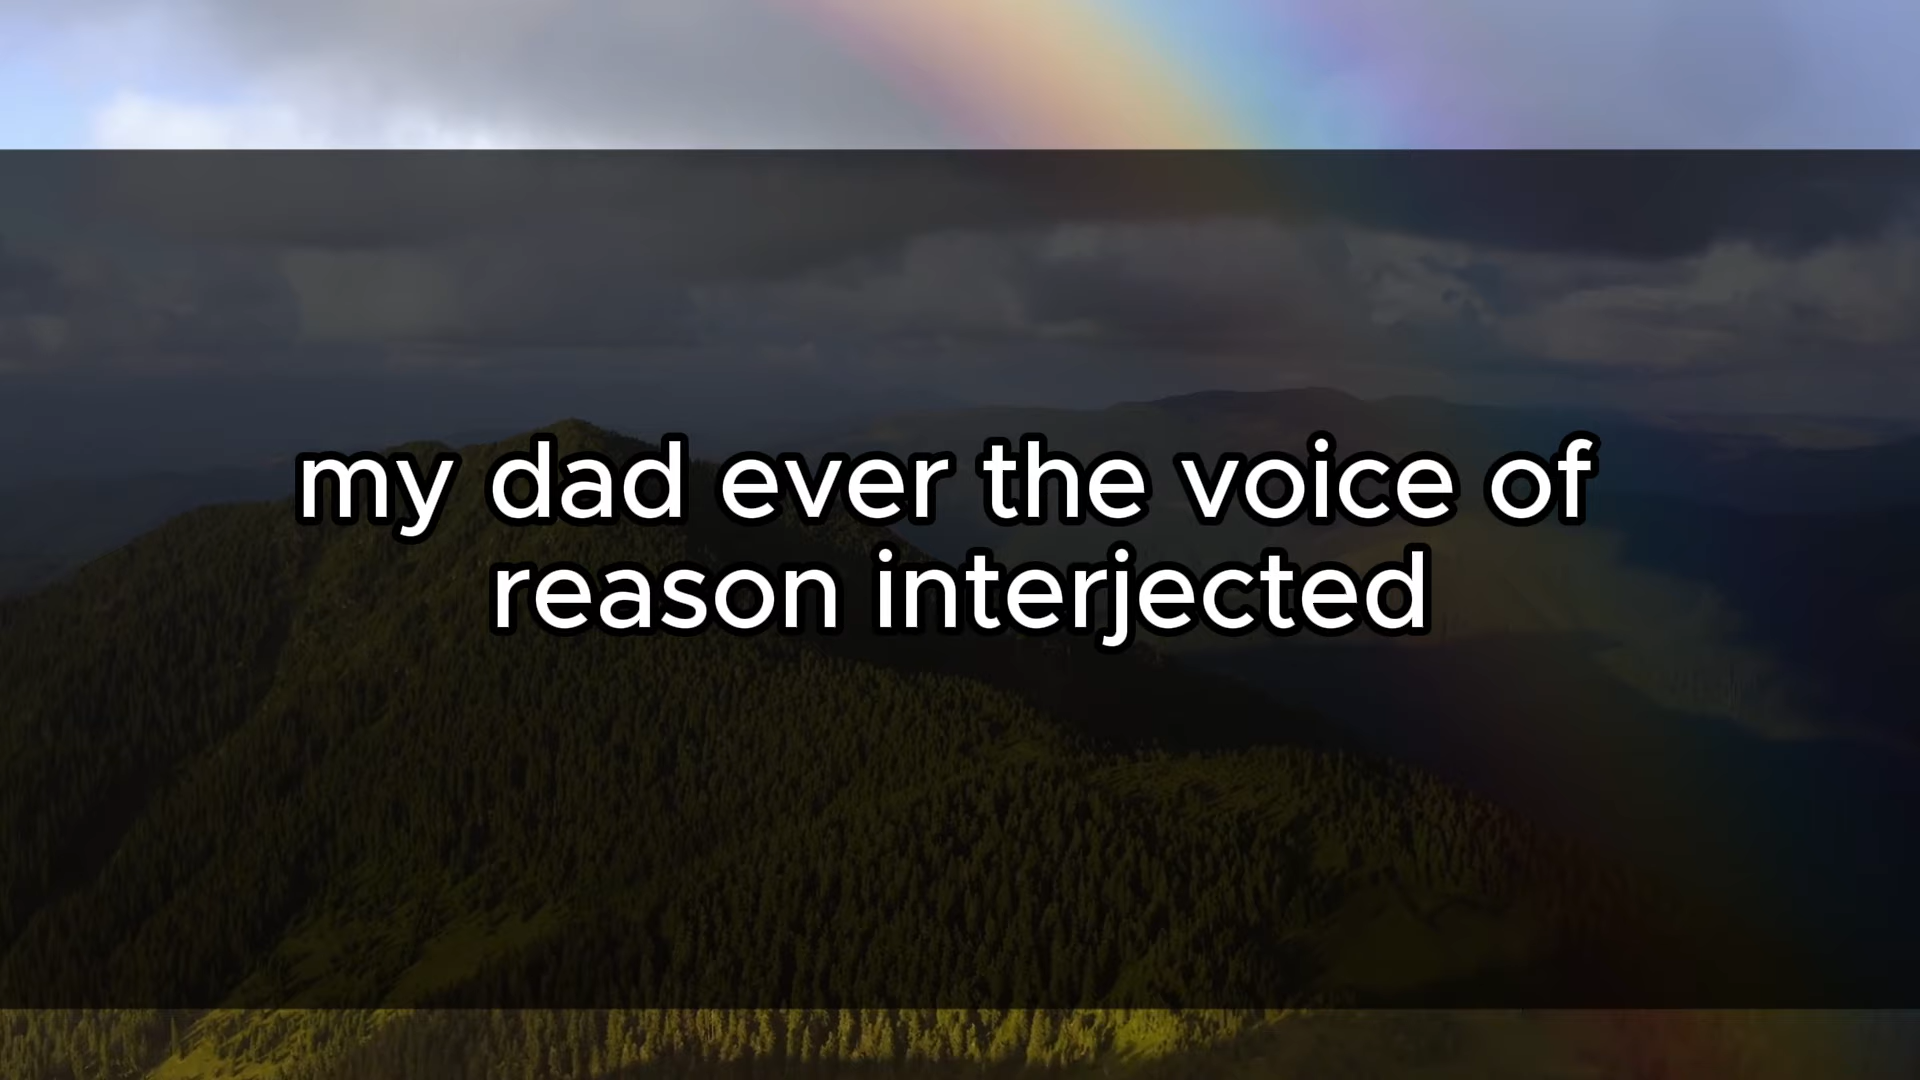 my dad ever the voice of
reason interjected